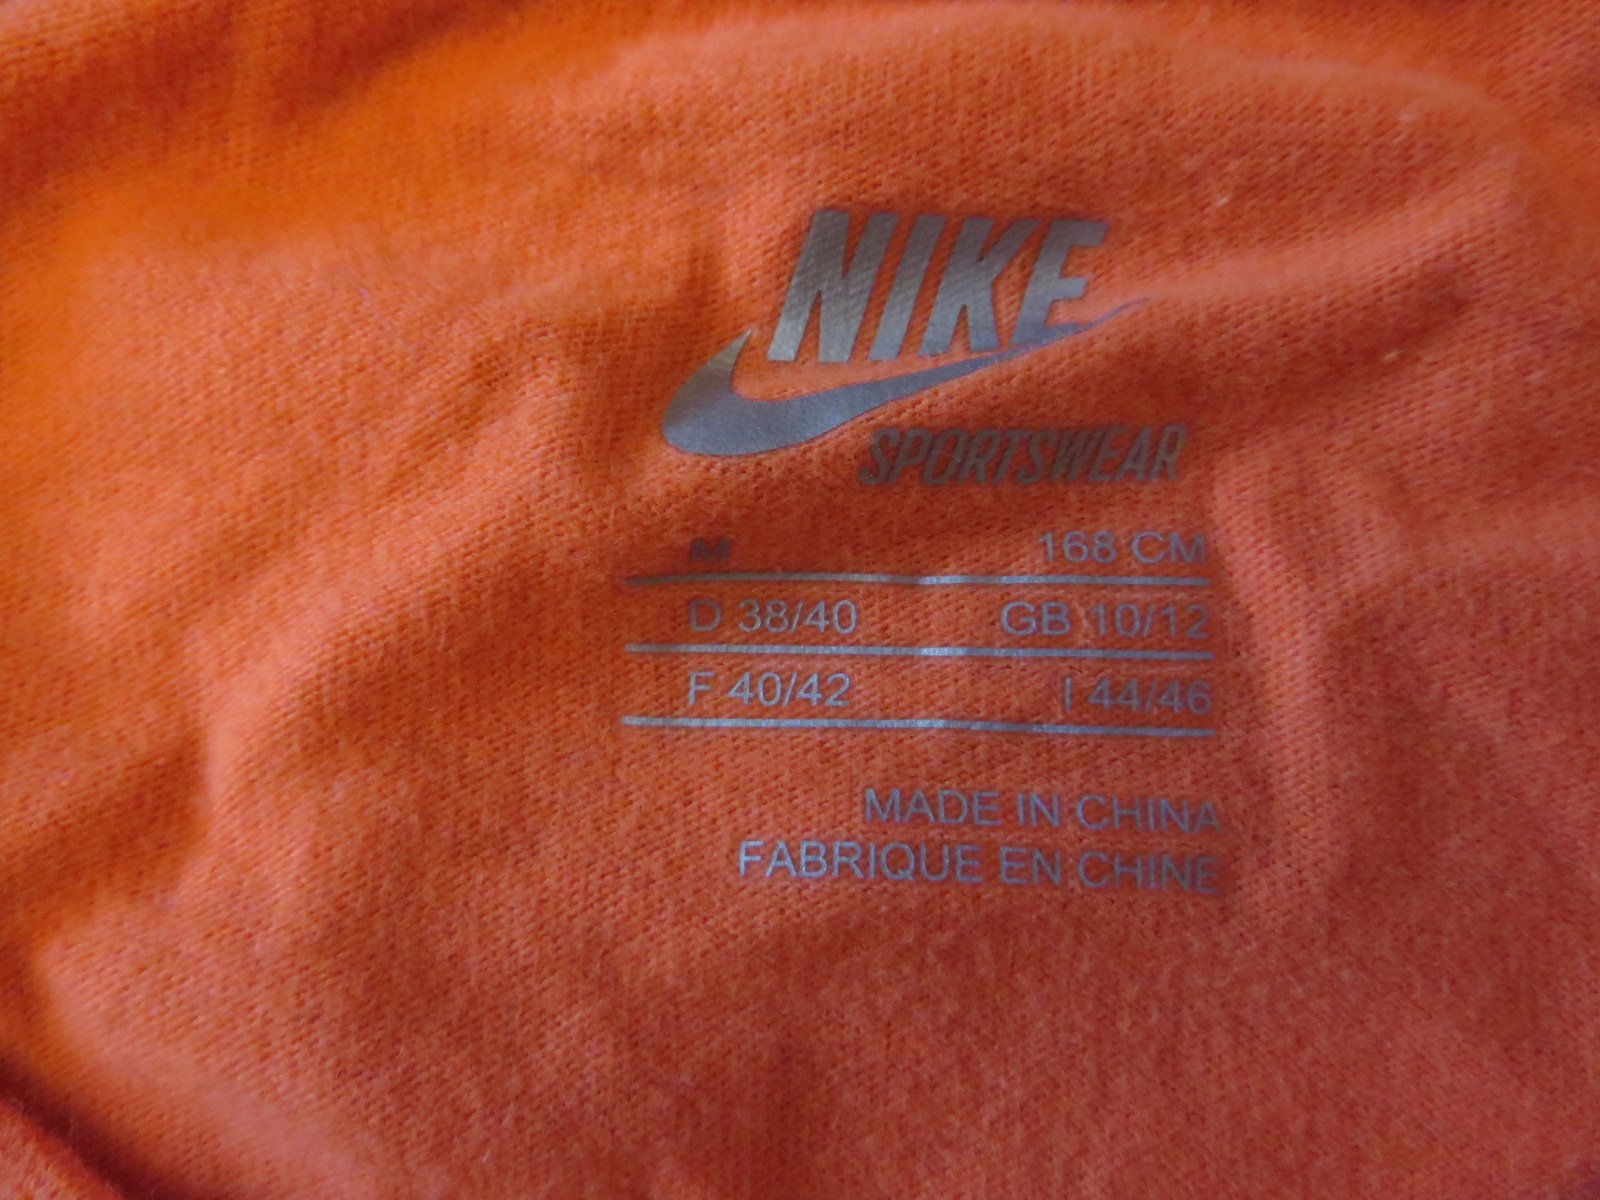 NIKE
SPORTSWEAR
M 168 CM
D 38/40 GB 10/12
F 40/42 I 44/46
MADE IN CHINA
FABRIQUE EN CHINE